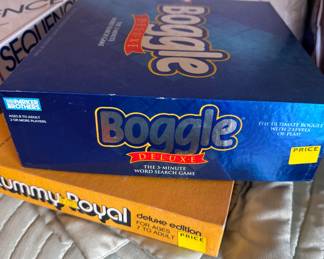 SEQUENCE
Boggle
DELUXE
PARKER
BROTHERS
AGES 8 TO ADULT
2 OR MORE PLAYERS
Boggle
DELUXE
THE 3-MINUTE
WORD SEARCH GAME
THE ULTIMATE BOGGLE
WITH 2 LEVELS
OF PLAY!
PRICE
Rummy Royal
deluxe edition
FOR AGES
7 TO ADULT
PRICE